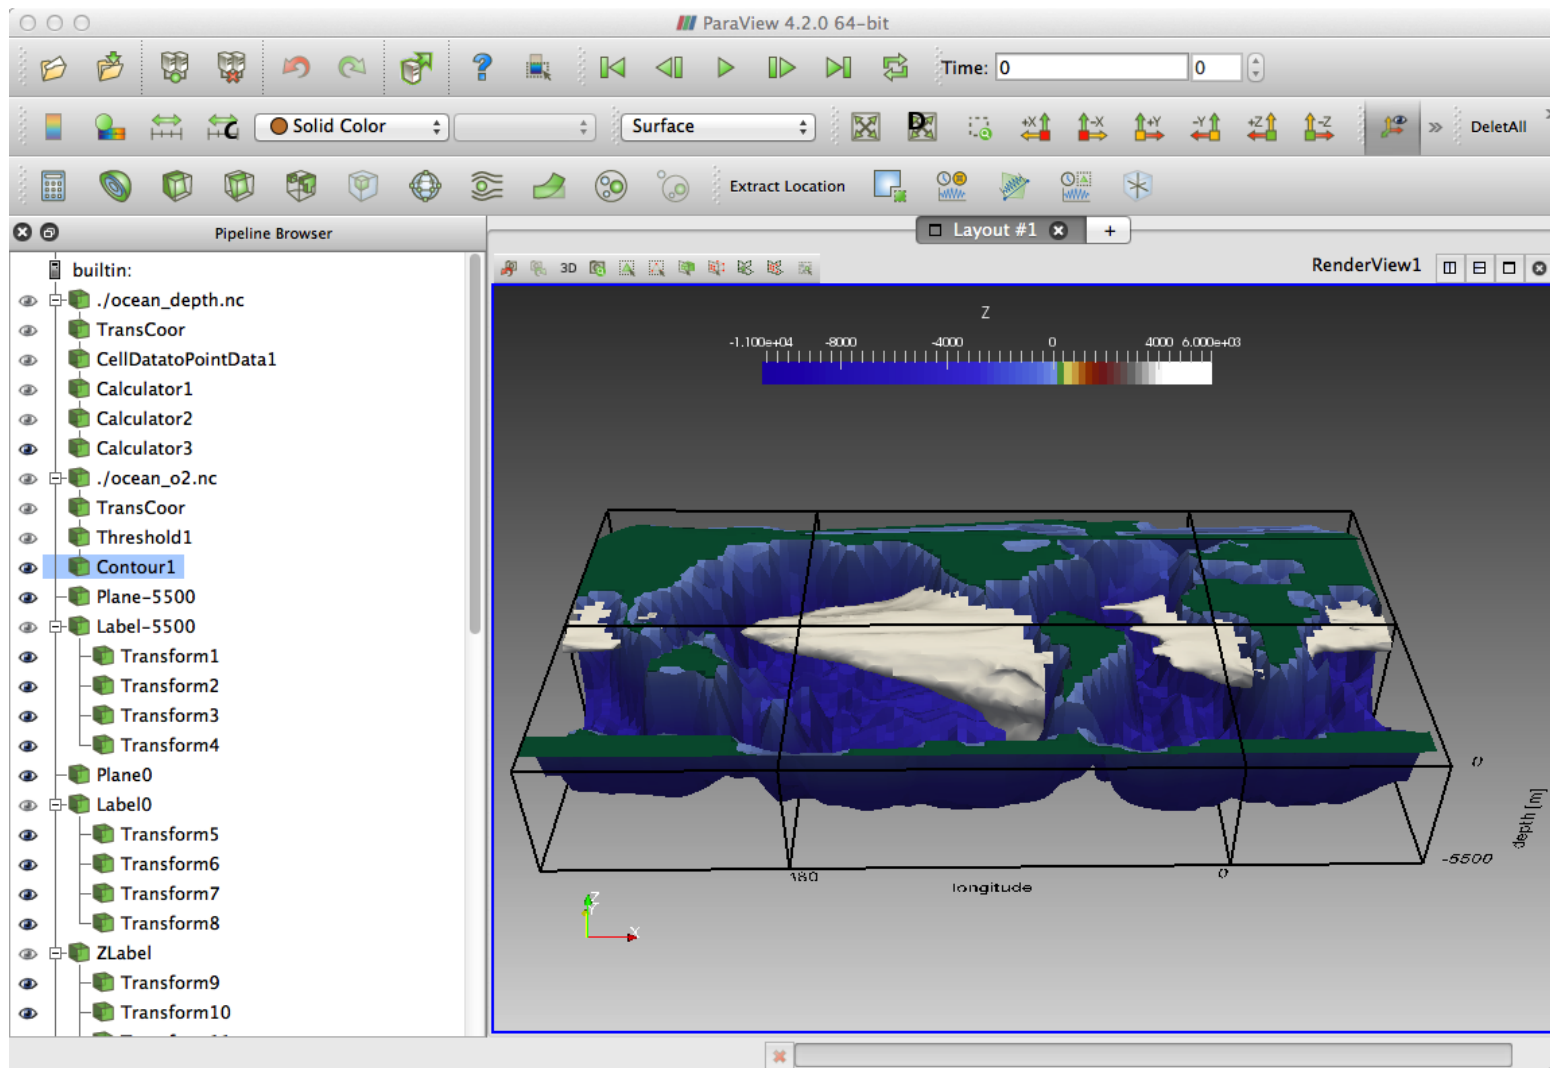 ParaView 4.2.0 64-bit
Time: 0 0
C Solid Color Surface D +X -X +Y -Y +Z -Z » DeletAll
Extract Location
Pipeline Browser
Layout #1 +
builtin:
./ocean_depth.nc
TransCoor
CellDatatoPointData1
Calculator1
Calculator2
Calculator3
./ocean_o2.nc
TransCoor
Threshold1
Contour1
Plane-5500
Label-5500
Transform1
Transform2
Transform3
Transform4
Plane0
Label0
Transform5
Transform6
Transform7
Transform8
ZLabel
Transform9
Transform10
3D RenderView1
Z
-1.100e+04 -8000 -4000 0 4000 6.000e+03
0
depth [m]
-5500
180 longitude 0
Z
Y
X